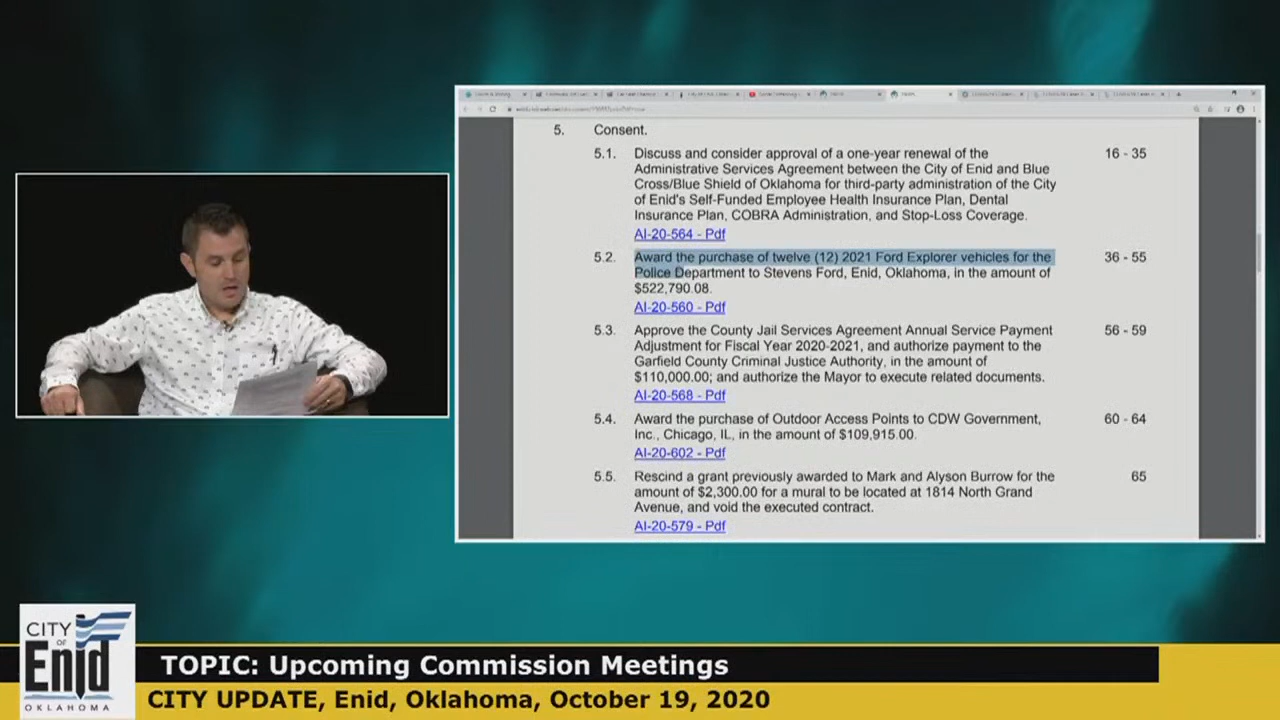 5. Consent.
5.1. Discuss and consider approval of a one-year renewal of the 16 - 35
Administrative Services Agreement between the City of Enid and Blue
Cross/Blue Shield of Oklahoma for third-party administration of the City
of Enid's Self-Funded Employee Health Insurance Plan, Dental
Insurance Plan, COBRA Administration, and Stop-Loss Coverage.
AI-20-564 - Pdf
5.2. Award the purchase of twelve (12) 2021 Ford Explorer vehicles for the 36 - 55
Police Department to Stevens Ford, Enid, Oklahoma, in the amount of
$522,790.08.
AI-20-560 - Pdf
5.3. Approve the County Jail Services Agreement Annual Service Payment 56 - 59
Adjustment for Fiscal Year 2020-2021, and authorize payment to the
Garfield County Criminal Justice Authority, in the amount of
$110,000.00; and authorize the Mayor to execute related documents.
AI-20-568 - Pdf
5.4. Award the purchase of Outdoor Access Points to CDW Government, 60 - 64
Inc., Chicago, IL, in the amount of $109,915.00.
AI-20-602 - Pdf
5.5. Rescind a grant previously awarded to Mark and Alyson Burrow for the 65
amount of $2,300.00 for a mural to be located at 1814 North Grand
Avenue, and void the executed contract.
AI-20-579 - Pdf
CITY
OF
Enid
OKLAHOMA
TOPIC: Upcoming Commission Meetings
CITY UPDATE, Enid, Oklahoma, October 19, 2020